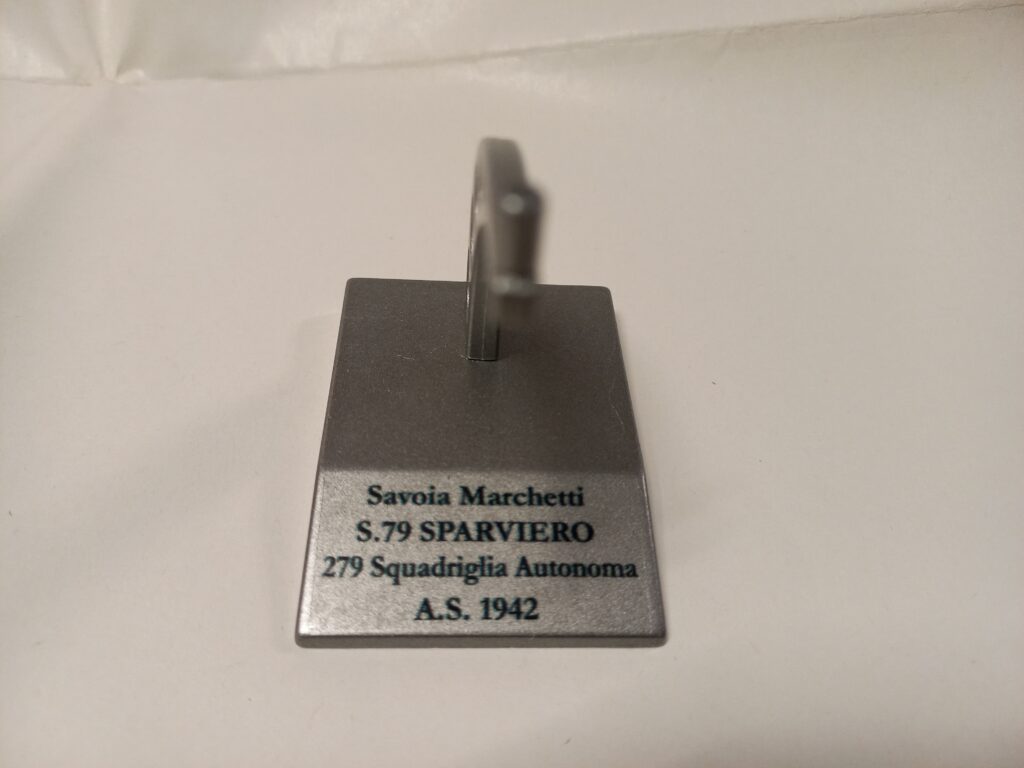 Savoia Marchetti
S.79 SPARVIERO
279 Squadriglia Autonoma
A.S. 1942